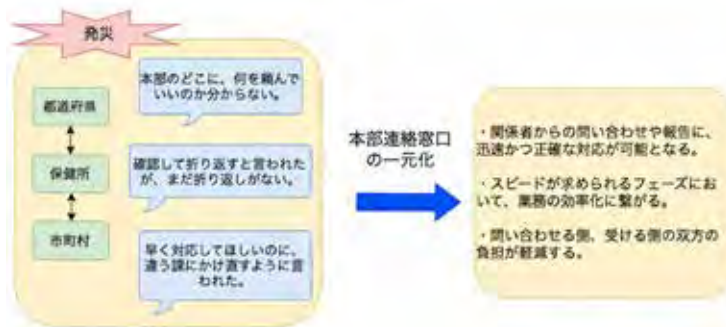 発災
都道府県
保健所
市町村
本部のどこに、何を頼んで
いいのか分からない。
確認して折り返すと言われた
が、まだ折り返しがない。
早く対応してほしいのに、
違う課にかけ直すように言
われた。
本部連絡窓口
の一元化
・関係者からの問い合わせや報告に、
迅速かつ正確な対応が可能となる。
・スピードが求められるフェーズにお
いて、業務の効率化に繋がる。
・問い合わせる側、受ける側の双方の
負担が軽減する。